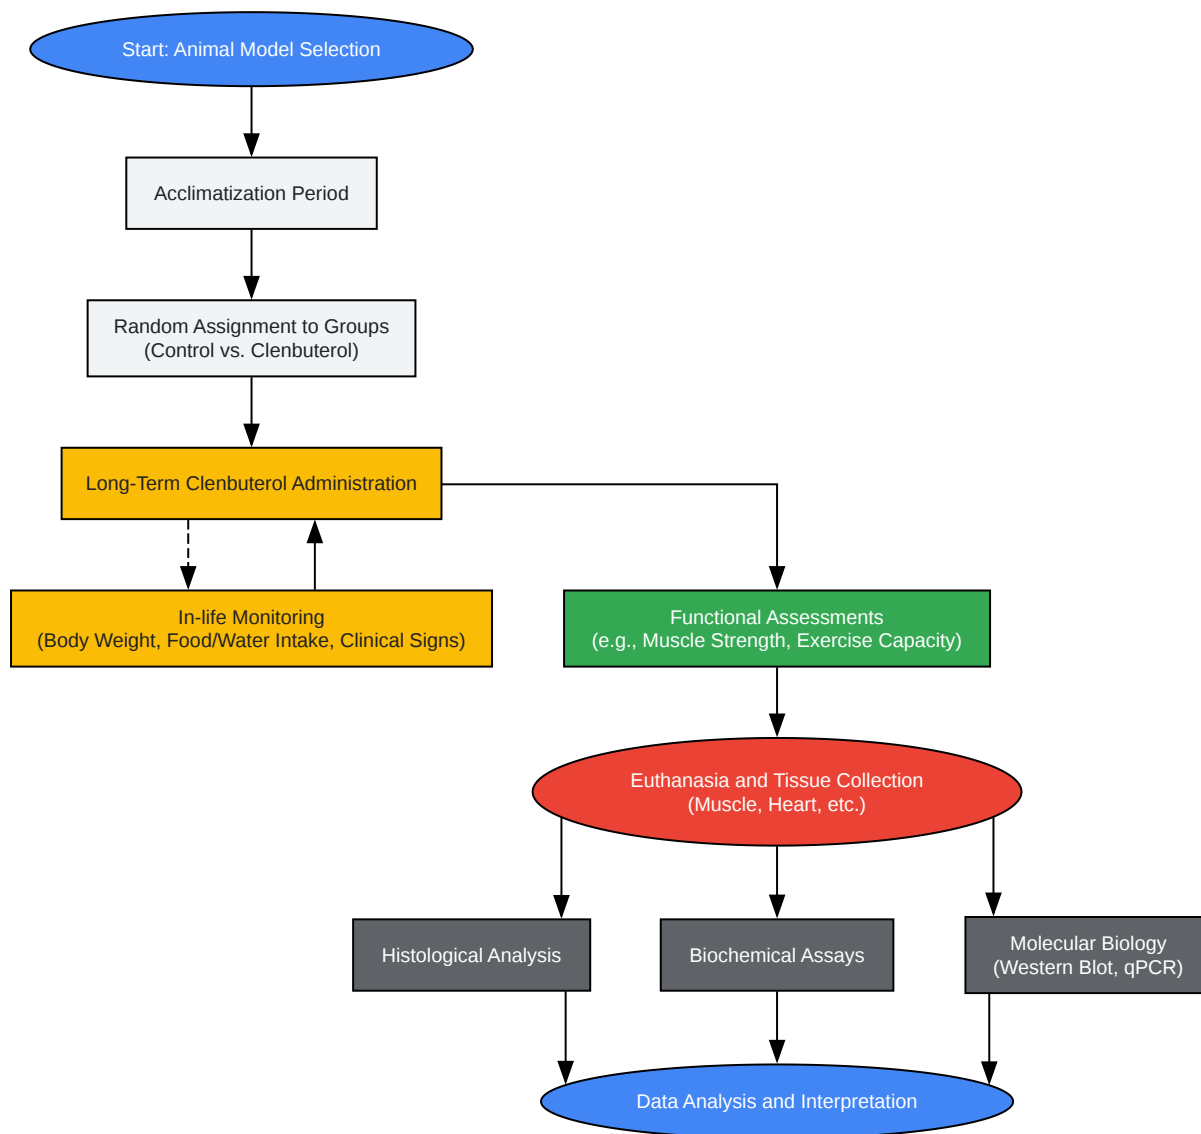 Start: Animal Model Selection
Acclimatization Period
Random Assignment to Groups
(Control vs. Clenbuterol)
Long-Term Clenbuterol Administration
In-life Monitoring
(Body Weight, Food/Water Intake, Clinical Signs)
Functional Assessments
(e.g., Muscle Strength, Exercise Capacity)
Euthanasia and Tissue Collection
(Muscle, Heart, etc.)
Histological Analysis
Biochemical Assays
Molecular Biology
(Western Blot, qPCR)
Data Analysis and Interpretation